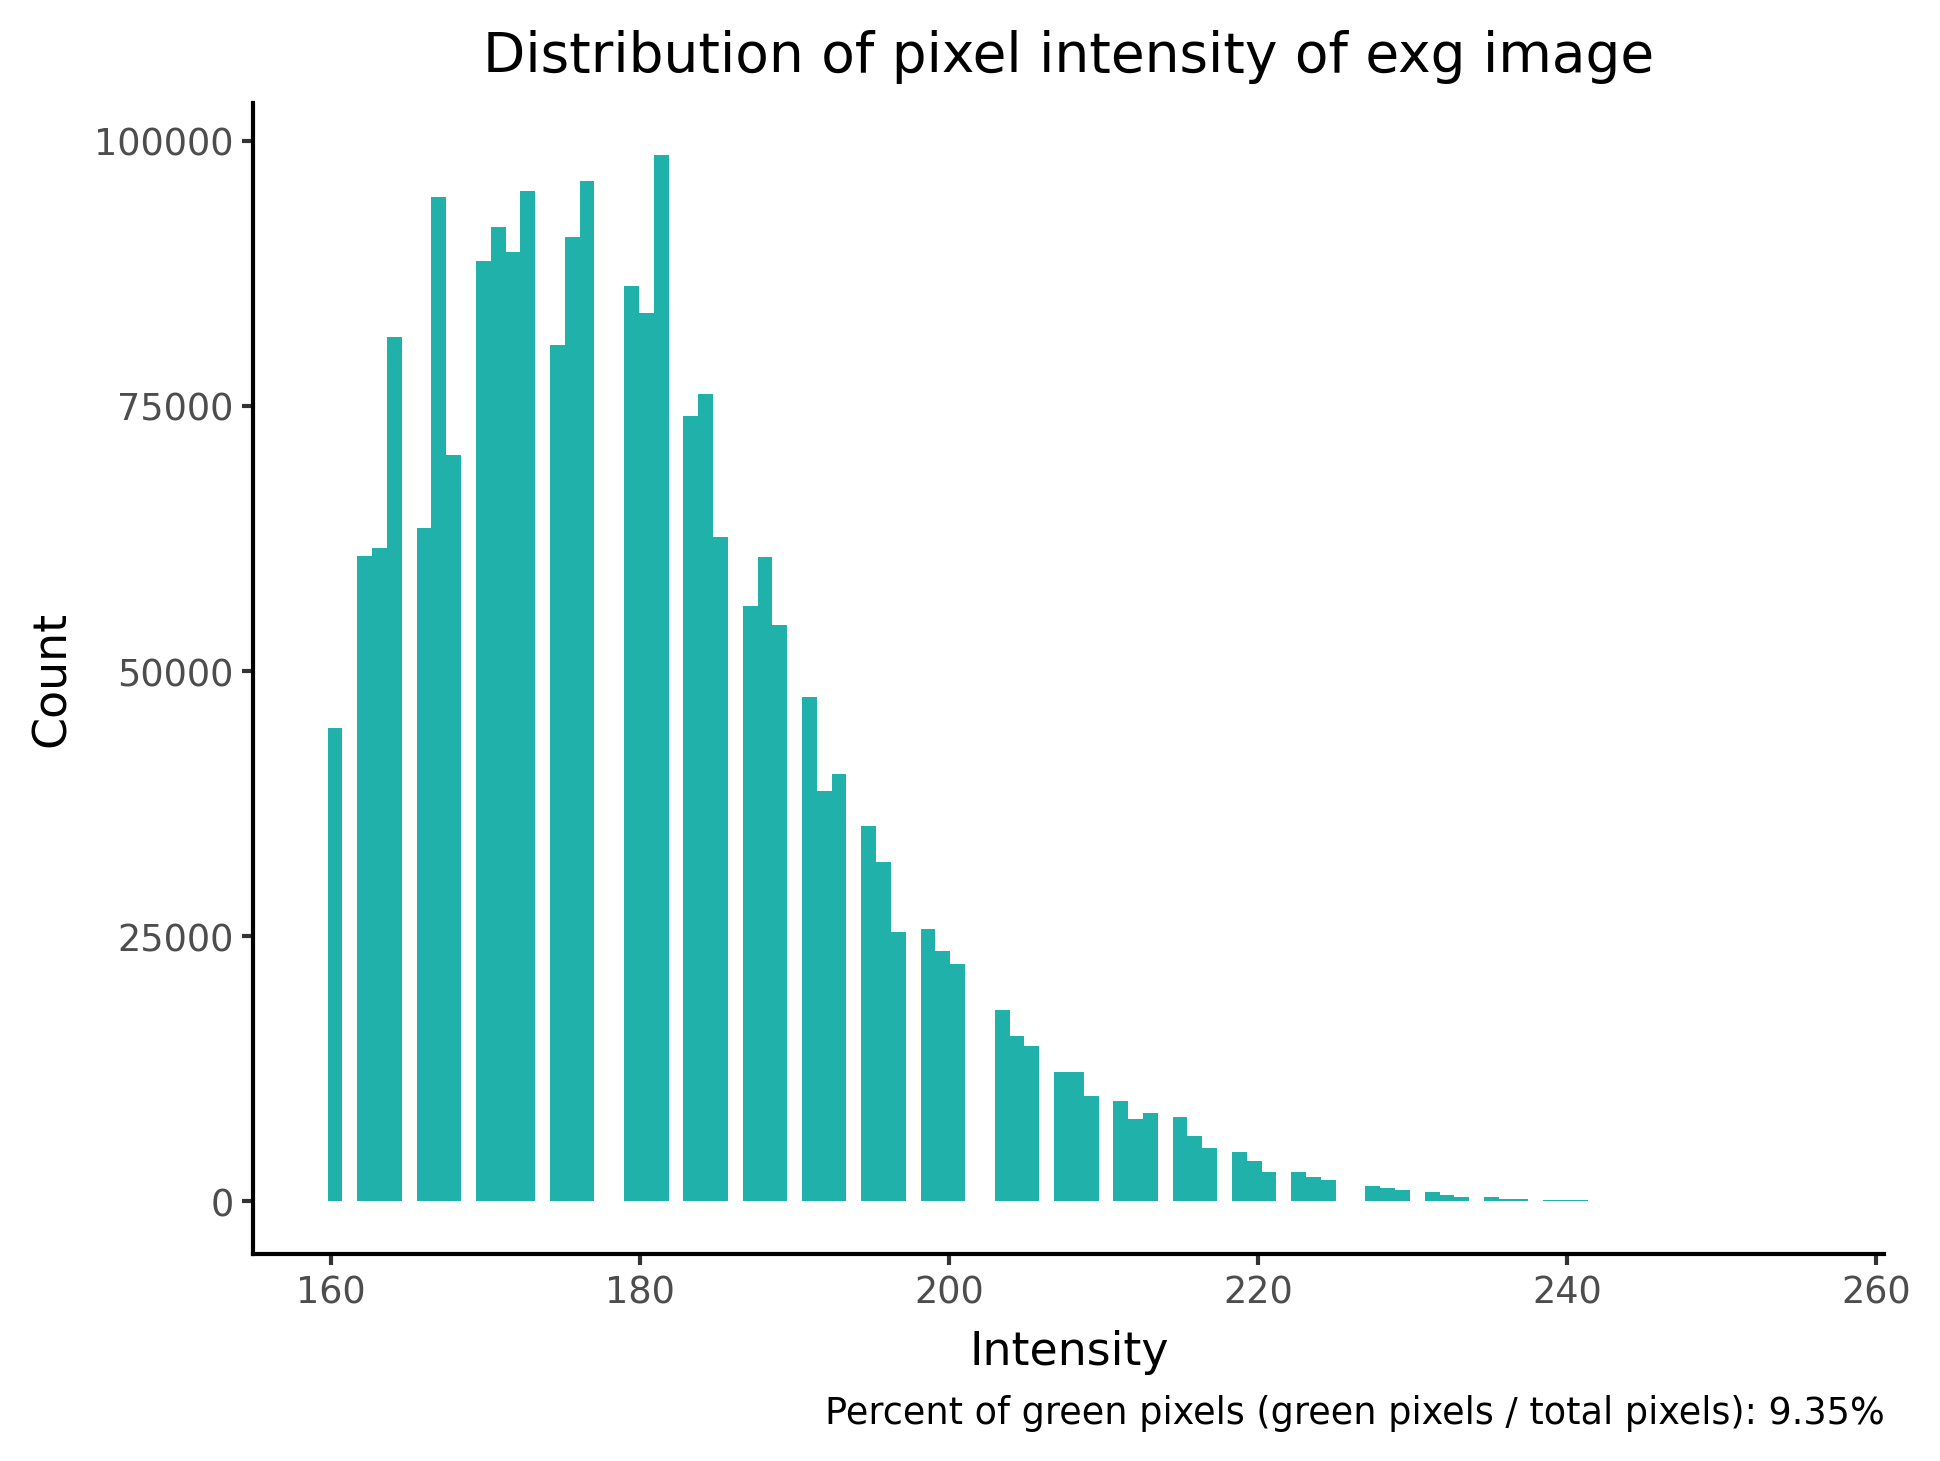 Distribution of pixel intensity of exg image
100000
75000
50000
25000
0
Count
160 180 200 220 240 260
Intensity
Percent of green pixels (green pixels / total pixels): 9.35%